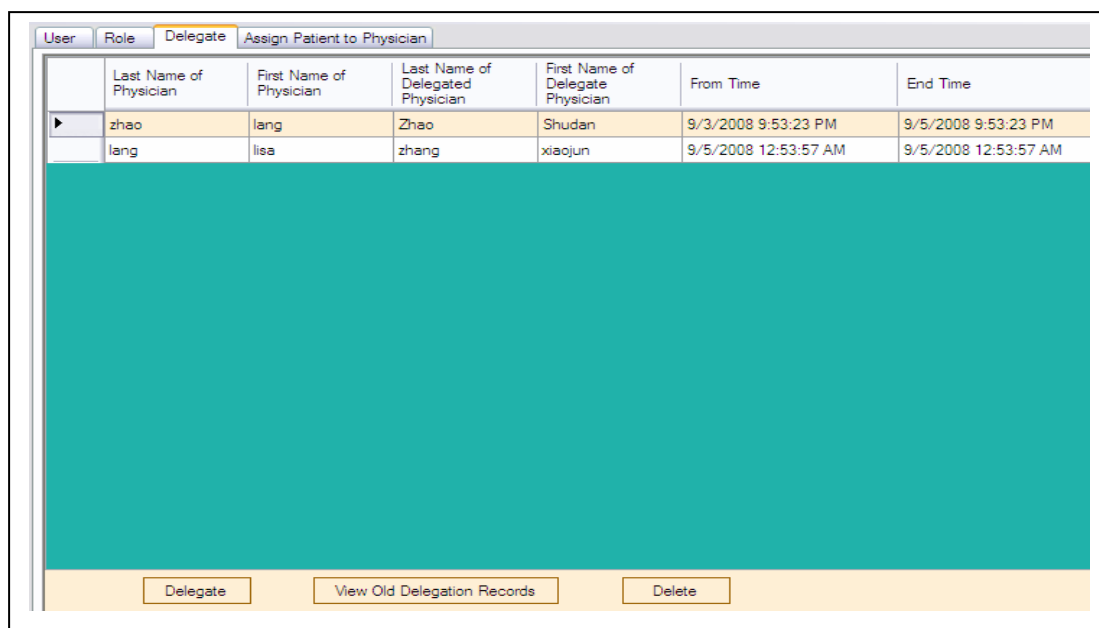 User Role Delegate Assign Patient to Physician
Last Name of Physician First Name of Physician Last Name of Delegated Physician First Name of Delegate Physician From Time End Time
zhao lang Zhao Shudan 9/3/2008 9:53:23 PM 9/5/2008 9:53:23 PM
lang lisa zhang xiaojun 9/5/2008 12:53:57 AM 9/5/2008 12:53:57 AM
Delegate View Old Delegation Records Delete